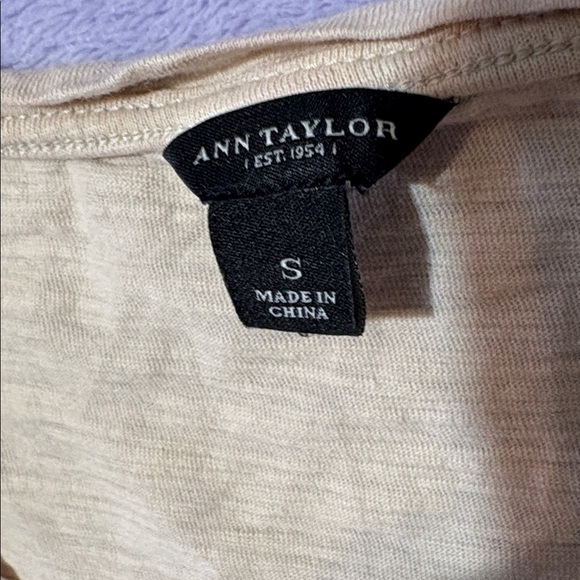 ANN TAYLOR
EST. 1954
S
MADE IN
CHINA